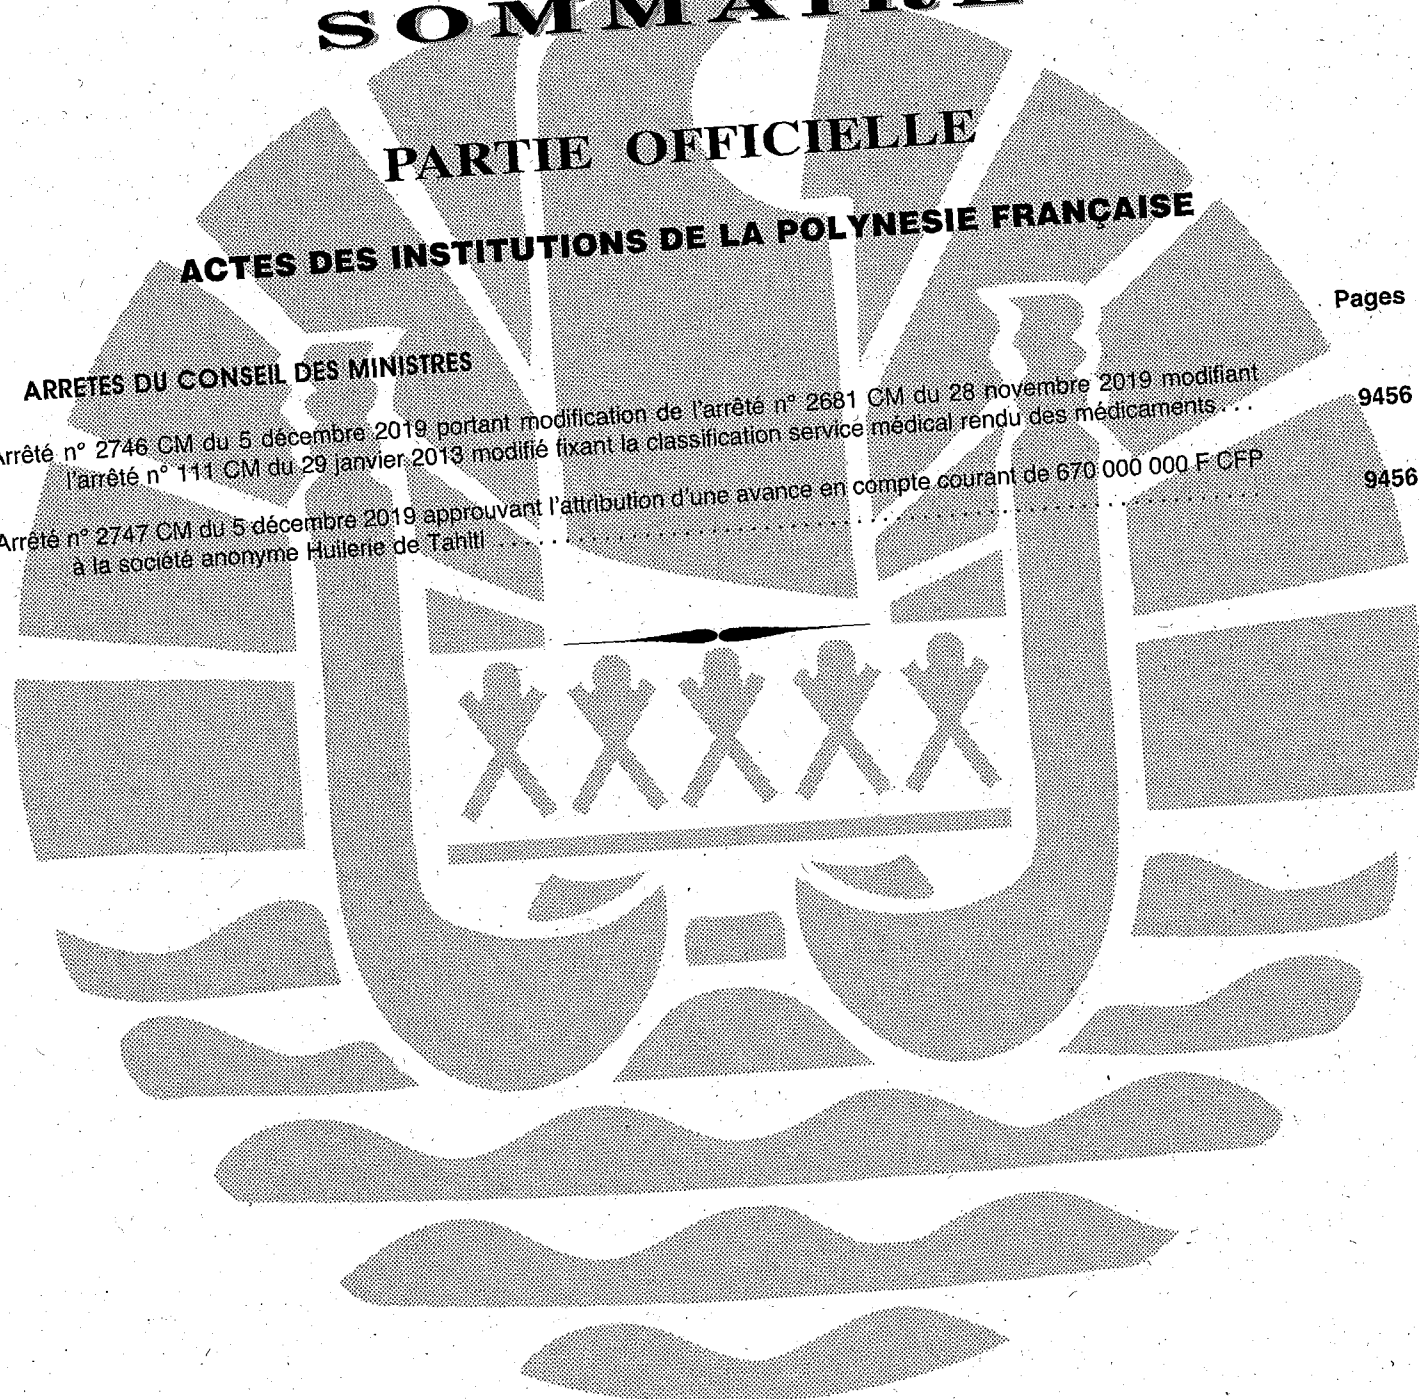 SOMMAIRE
PARTIE OFFICIELLE
ACTES DES INSTITUTIONS DE LA POLYNESIE FRANÇAISE
Pages
ARRETES DU CONSEIL DES MINISTRES
Arrêté n° 2746 CM du 5 décembre 2019 portant modification de l'arrêté n° 2681 CM du 28 novembre 2019 modifiant
l'arrêté n° 111 CM du 29 janvier 2013 modifié fixant la classification service médical rendu des médicaments... 9456
Arrêté n° 2747 CM du 5 décembre 2019 approuvant l'attribution d'une avance en compte courant de 670 000 000 F CFP
à la société anonyme Huilerie de Tahiti .................... 9456